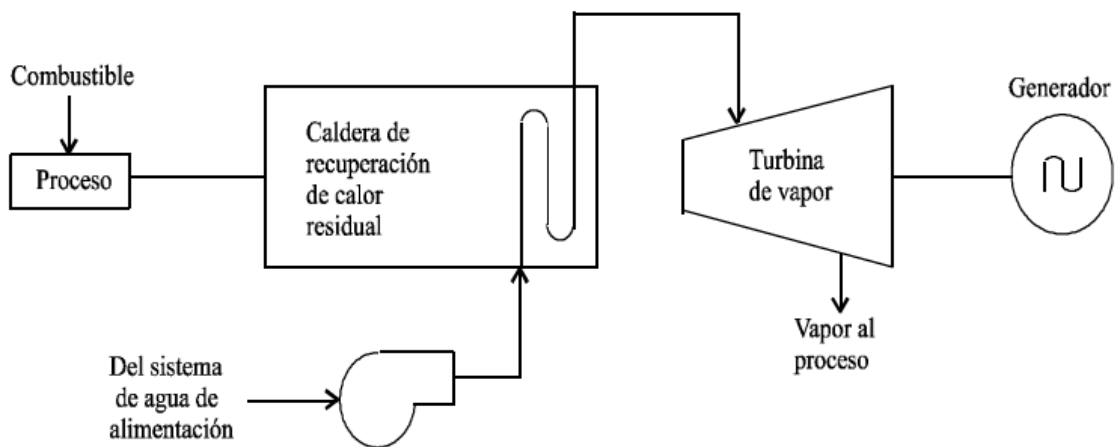 Combustible
Proceso
Caldera de
recuperación
de calor
residual
Turbina
de vapor
Generador
Vapor al
proceso
Del sistema
de agua de
alimentación